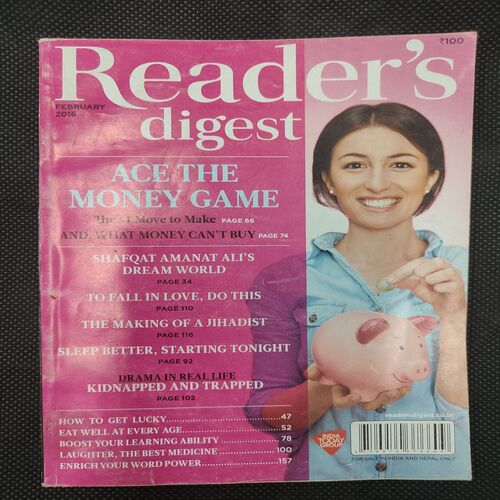 ₹100
Reader's
FEBRUARY
2016
digest
ACE THE
MONEY GAME
The #1 Move to Make PAGE 66
AND, WHAT MONEY CAN'T BUY PAGE 74
SHAFQAT AMANAT ALI'S
DREAM WORLD
PAGE 34
TO FALL IN LOVE, DO THIS
PAGE 110
THE MAKING OF A JIHADIST
PAGE 116
SLEEP BETTER, STARTING TONIGHT
PAGE 92
DRAMA IN REAL LIFE
KIDNAPPED AND TRAPPED
PAGE 102
HOW TO GET LUCKY.................................47
EAT WELL AT EVERY AGE............................52
BOOST YOUR LEARNING ABILITY ................78
LAUGHTER, THE BEST MEDICINE ................100
ENRICH YOUR WORD POWER.....................157
readersdigest.co.in
INDIA
TODAY
GROUP
FOR SALE IN INDIA AND NEPAL ONLY